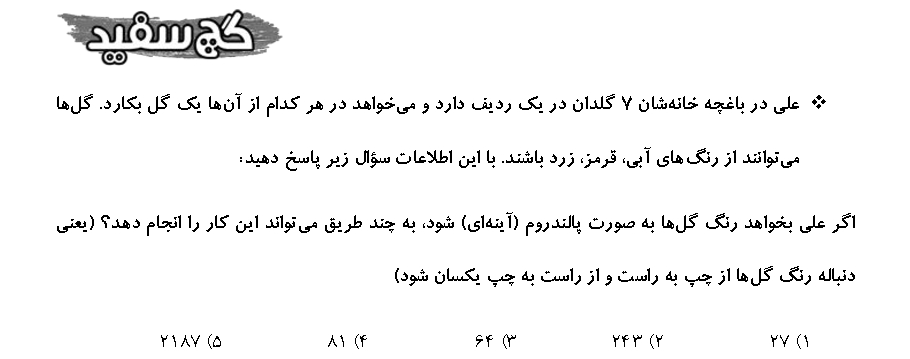 گچ سفید
❖ علی در باغچه خانه‌شان ۷ گلدان در یک ردیف دارد و می‌خواهد در هر کدام از آن‌ها یک گل بکارد. گل‌ها
می‌توانند از رنگ‌های آبی، قرمز، زرد باشند. با این اطلاعات سؤال زیر پاسخ دهید:
اگر علی بخواهد رنگ گل‌ها به صورت پالندروم (آینه‌ای) شود، به چند طریق می‌تواند این کار را انجام دهد؟ (یعنی
دنباله رنگ گل‌ها از چپ به راست و از راست به چپ یکسان شود)
۱) ۲۷ ۲) ۲۴۳ ۳) ۶۴ ۴) ۸۱ ۵) ۲۱۸۷